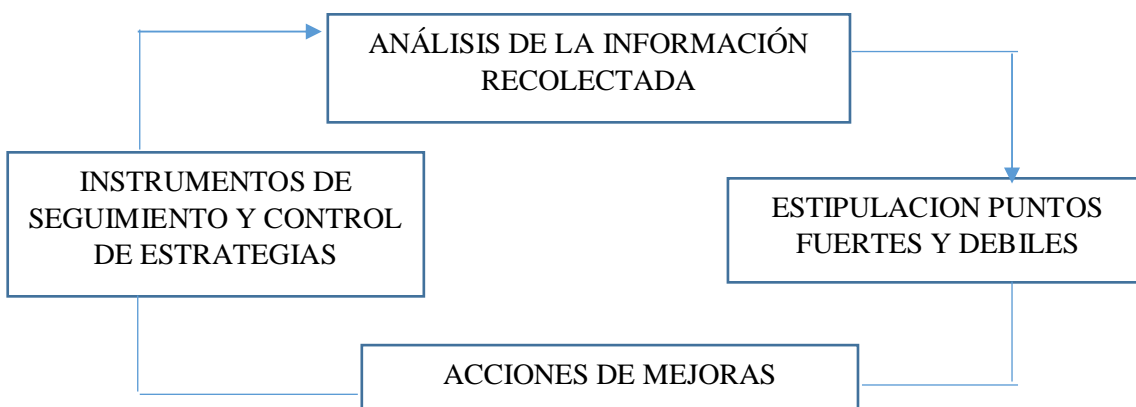 ANÁLISIS DE LA INFORMACIÓN
RECOLECTADA
INSTRUMENTOS DE
SEGUIMIENTO Y CONTROL
DE ESTRATEGIAS
ESTIPULACION PUNTOS
FUERTES Y DEBILES
ACCIONES DE MEJORAS